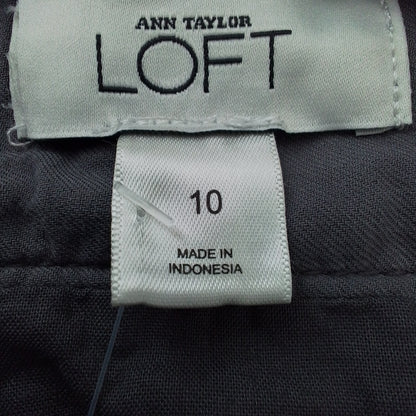 ANN TAYLOR
LOFT
10
MADE IN
INDONESIA